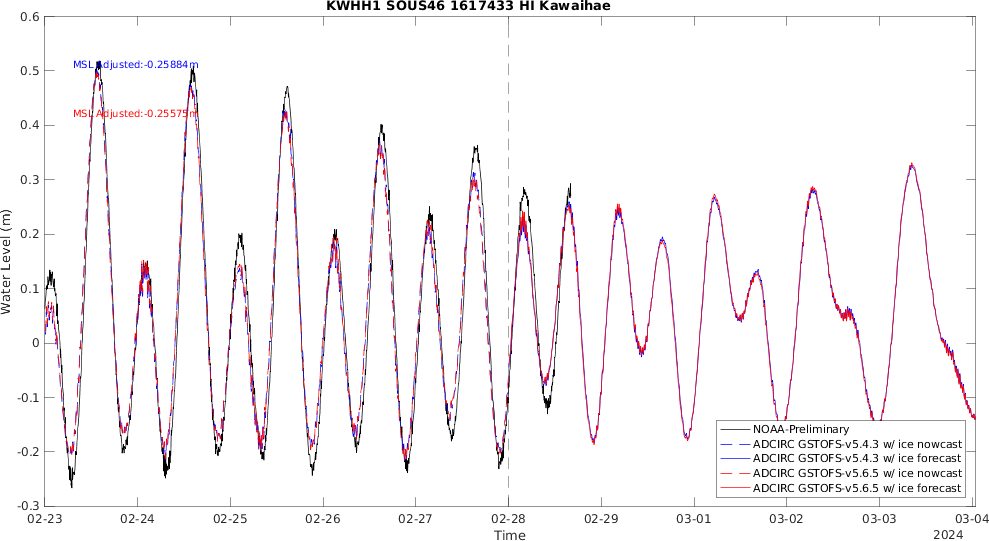 KWHH1 SOUS46 1617433 HI Kawaihae
0.6
0.5
0.4
0.3
0.2
0.1
0
-0.1
-0.2
-0.3
Water Level (m)
MSL Adjusted:-0.25884m
MSL Adjusted:-0.25575m
NOAA-Preliminary
ADCIRC GSTOFS-v5.4.3 w/ ice nowcast
ADCIRC GSTOFS-v5.4.3 w/ ice forecast
ADCIRC GSTOFS-v5.6.5 w/ ice nowcast
ADCIRC GSTOFS-v5.6.5 w/ ice forecast
02-23 02-24 02-25 02-26 02-27 02-28 02-29 03-01 03-02 03-03 03-04
Time
2024